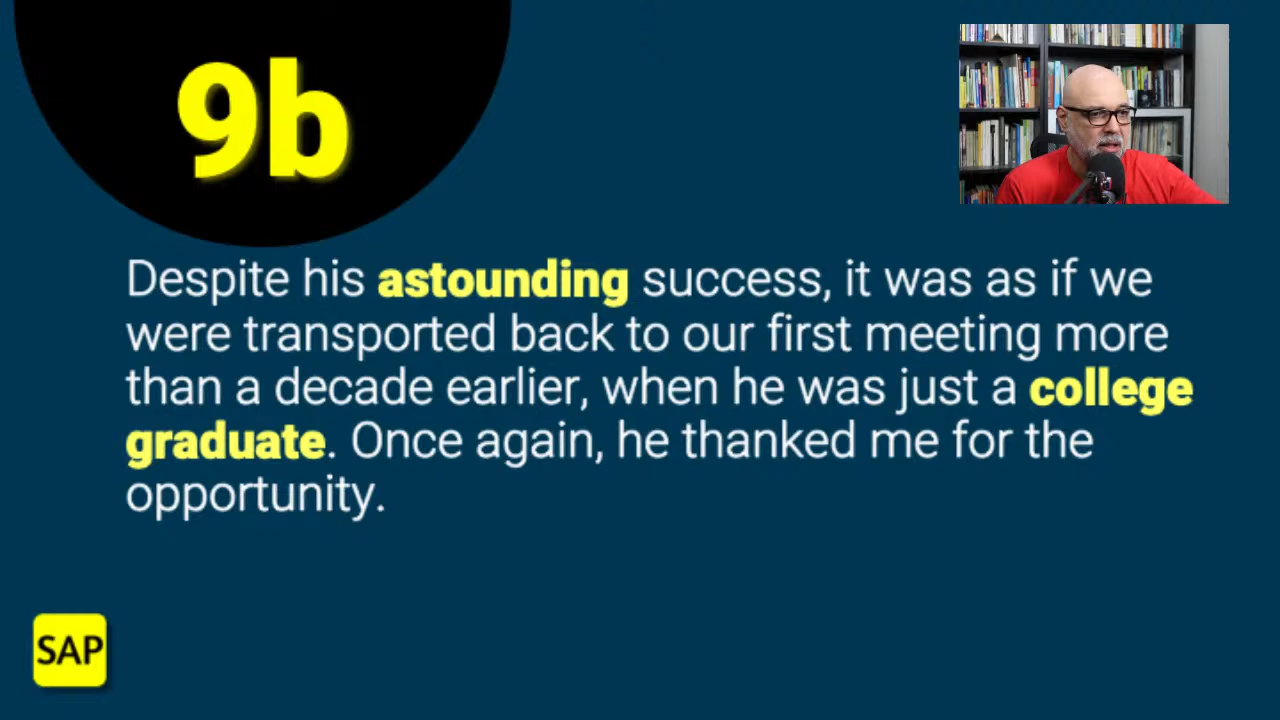 9b
Despite his astounding success, it was as if we
were transported back to our first meeting more
than a decade earlier, when he was just a college
graduate. Once again, he thanked me for the
opportunity.
SAP